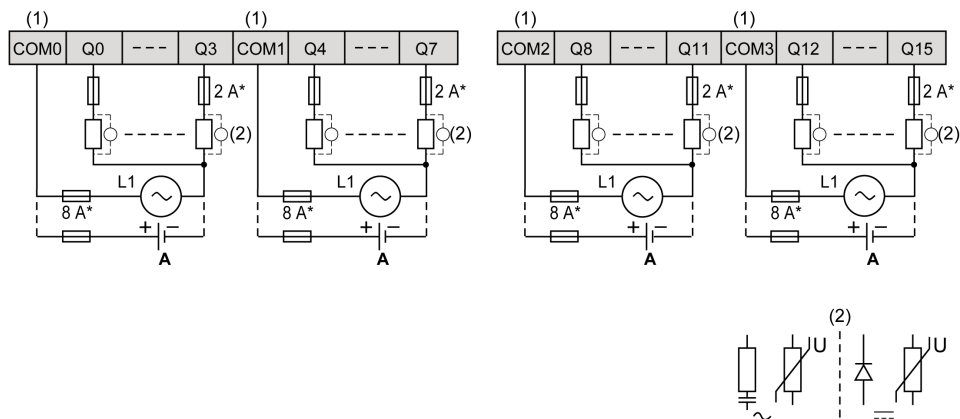 (1) (1) (1) (1)
COM0 Q0 --- Q3 COM1 Q4 --- Q7 COM2 Q8 --- Q11 COM3 Q12 --- Q15
2 A* 2 A* 2 A* 2 A*
(2) (2) (2) (2)
L1 L1 L1 L1
8 A* 8 A* 8 A* 8 A*
+ − + − + − + −
A A A A
(2)
U U
~